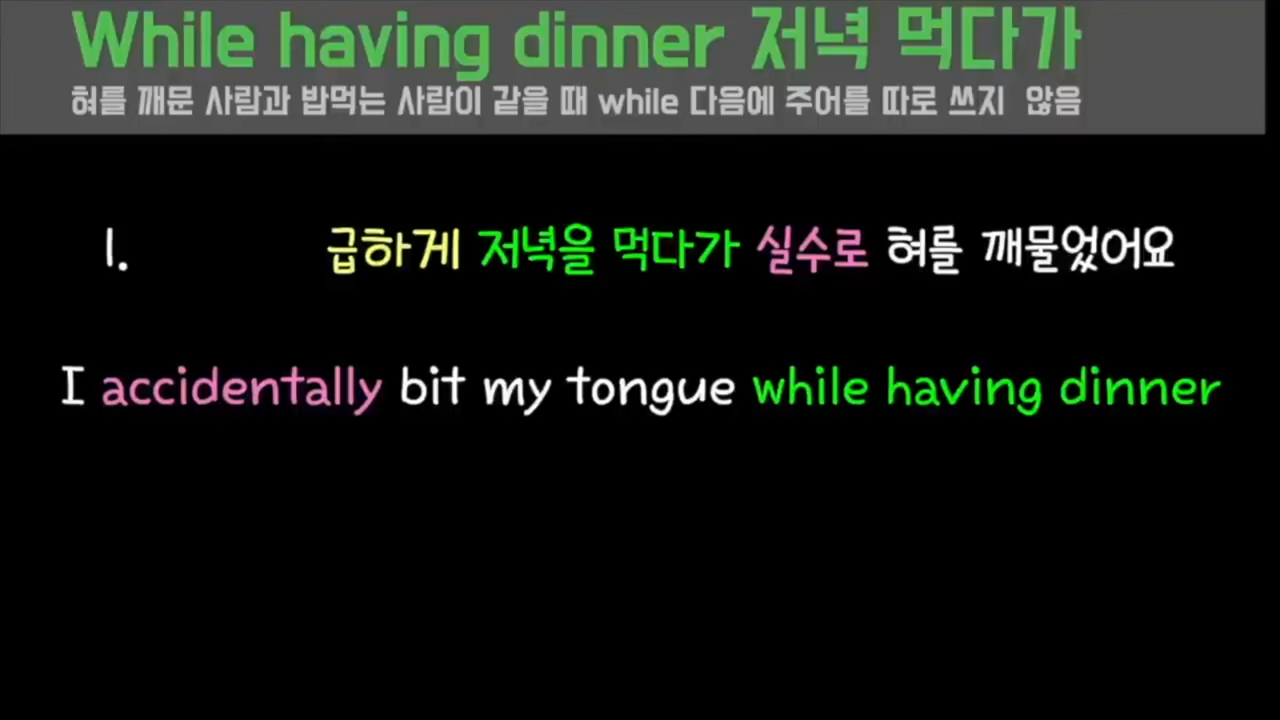 While having dinner 저녁 먹다가
혀를 깨문 사람과 밥먹는 사람이 같을 때 while 다음에 주어를 따로 쓰지 않음
1. 급하게 저녁을 먹다가 실수로 혀를 깨물었어요
I accidentally bit my tongue while having dinner